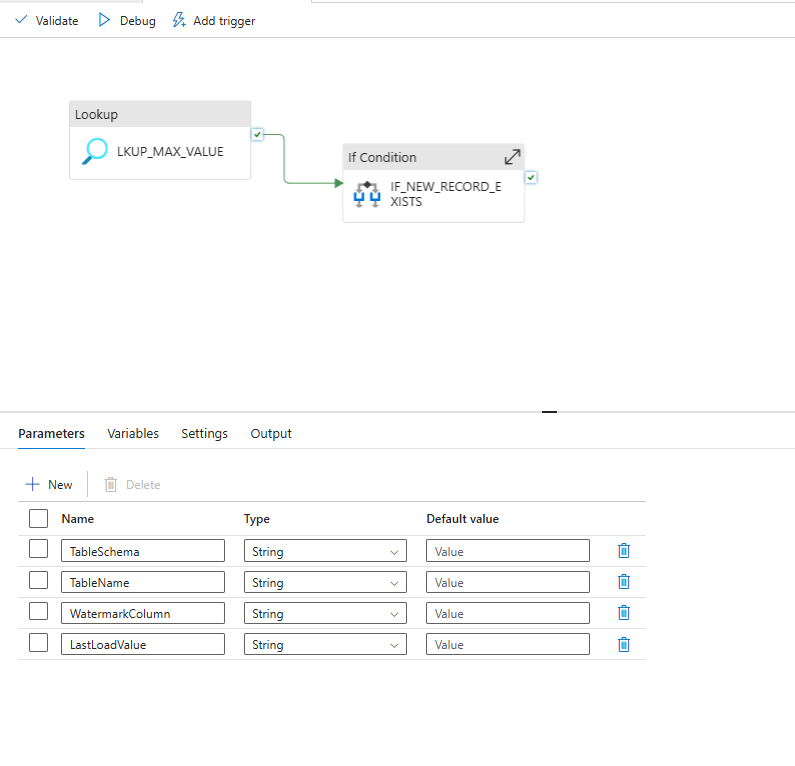 Validate Debug Add trigger
Lookup
LKUP_MAX_VALUE
If Condition
IF_NEW_RECORD_E
XISTS
Parameters Variables Settings Output
New Delete
Name Type Default value
TableSchema String Value
TableName String Value
WatermarkColumn String Value
LastLoadValue String Value